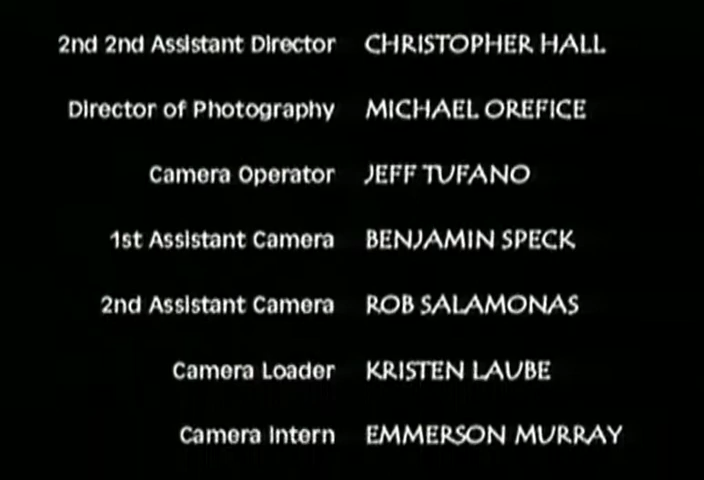 2nd 2nd Assistant Director CHRISTOPHER HALL
Director of Photography MICHAEL OREFICE
Camera Operator JEFF TUFANO
1st Assistant Camera BENJAMIN SPECK
2nd Assistant Camera ROB SALAMONAS
Camera Loader KRISTEN LAUBE
Camera Intern EMMERSON MURRAY